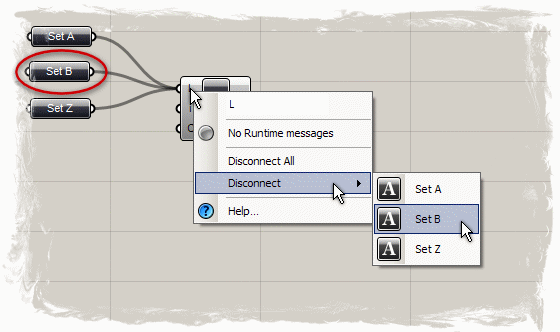 Set A
Set B
Set Z
L
No Runtime messages
Disconnect All
Disconnect
Help...
A Set A
A Set B
A Set Z